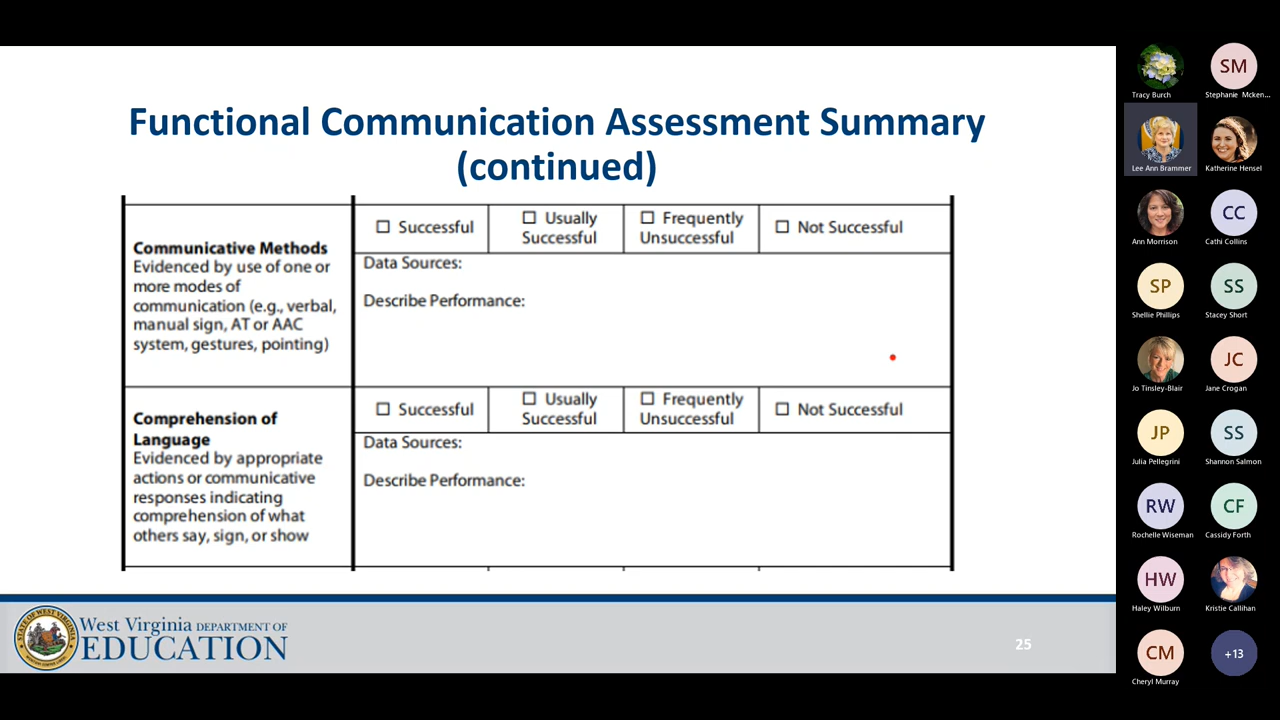 Functional Communication Assessment Summary
(continued)
Communicative Methods
Evidenced by use of one or
more modes of
communication (e.g., verbal,
manual sign, AT or AAC
system, gestures, pointing)
☐ Successful
☐ Usually
Successful
☐ Frequently
Unsuccessful
☐ Not Successful
Data Sources:
Describe Performance:
Comprehension of
Language
Evidenced by appropriate
actions or communicative
responses indicating
comprehension of what
others say, sign, or show
☐ Successful
☐ Usually
Successful
☐ Frequently
Unsuccessful
☐ Not Successful
Data Sources:
Describe Performance:
West Virginia DEPARTMENT OF
EDUCATION
25
Tracy Burch
SM
Stephanie Mcken...
Lee Ann Brammer
Katherine Hensel
Ann Morrison
CC
Cathi Collins
SP
Shellie Phillips
SS
Stacey Short
Jo Tinsley-Blair
JC
Jane Crogan
JP
Julia Pellegrini
SS
Shannon Salmon
RW
Rochelle Wiseman
CF
Cassidy Forth
HW
Haley Wilburn
Kristie Callihan
CM
Cheryl Murray
+13